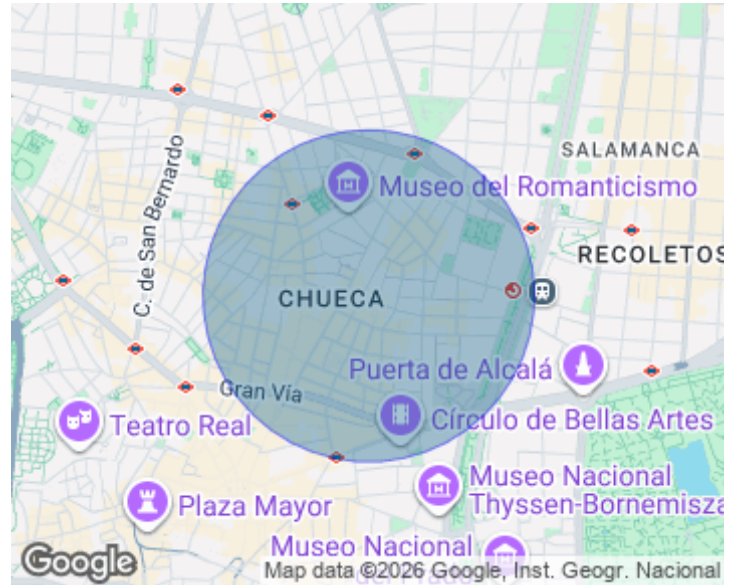 SALAMANCA
Museo del Romanticismo
C. de San Bernardo
RECOLETOS
CHUECA
Puerta de Alcalá
Gran Vía
Teatro Real
Círculo de Bellas Artes
Museo Nacional
Thyssen-Bornemisza
Plaza Mayor
Museo Nacional
Google
Map data ©2026 Google, Inst. Geogr. Nacional